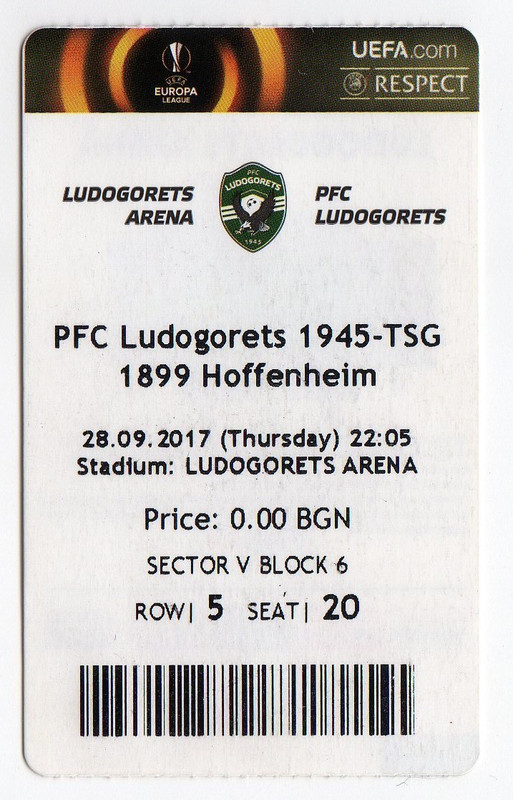 UEFA.com
RESPECT
UEFA
EUROPA
LEAGUE
LUDOGORETS
ARENA
PFC
LUDOGORETS
1945
PFC
LUDOGORETS
PFC Ludogorets 1945-TSG
1899 Hoffenheim
28.09.2017 (Thursday) 22:05
Stadium: LUDOGORETS ARENA
Price: 0.00 BGN
SECTOR V BLOCK 6
ROW| 5 SEAT| 20